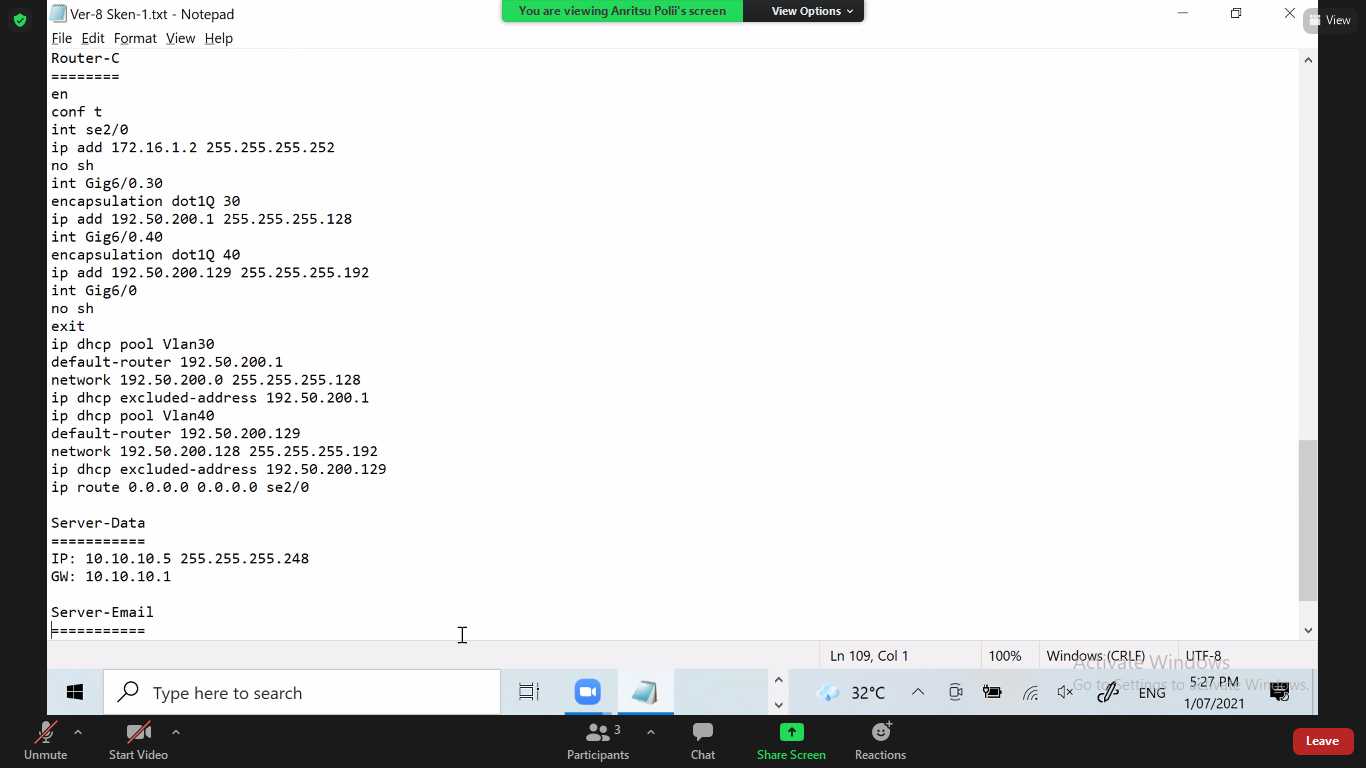 You are viewing Anritsu Polii's screen
View Options
View
Ver-8 Sken-1.txt - Notepad
File Edit Format View Help
Router-C
========
en
conf t
int se2/0
ip add 172.16.1.2 255.255.255.252
no sh
int Gig6/0.30
encapsulation dot1Q 30
ip add 192.50.200.1 255.255.255.128
int Gig6/0.40
encapsulation dot1Q 40
ip add 192.50.200.129 255.255.255.192
int Gig6/0
no sh
exit
ip dhcp pool Vlan30
default-router 192.50.200.1
network 192.50.200.0 255.255.255.128
ip dhcp excluded-address 192.50.200.1
ip dhcp pool Vlan40
default-router 192.50.200.129
network 192.50.200.128 255.255.255.192
ip dhcp excluded-address 192.50.200.129
ip route 0.0.0.0 0.0.0.0 se2/0
Server-Data
===========
IP: 10.10.10.5 255.255.255.248
GW: 10.10.10.1
Server-Email
===========
Ln 109, Col 1
100%
Windows (CRLF)
UTF-8
Activate Windows
Go to Settings to activate Windows.
Type here to search
32°C
ENG
5:27 PM
1/07/2021
Unmute
Start Video
Participants
3
Chat
Share Screen
Reactions
Leave